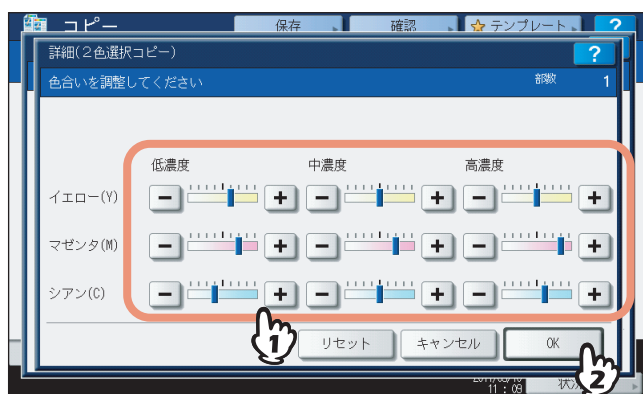 コピー 保存 確認 テンプレート ?
詳細(2色選択コピー) ?
色合いを調整してください 部数 1
低濃度 中濃度 高濃度
イエロー(Y) − + − + − +
マゼンタ(M) − + − + − +
シアン(C) − + − + − +
1
リセット キャンセル OK
2
11:09